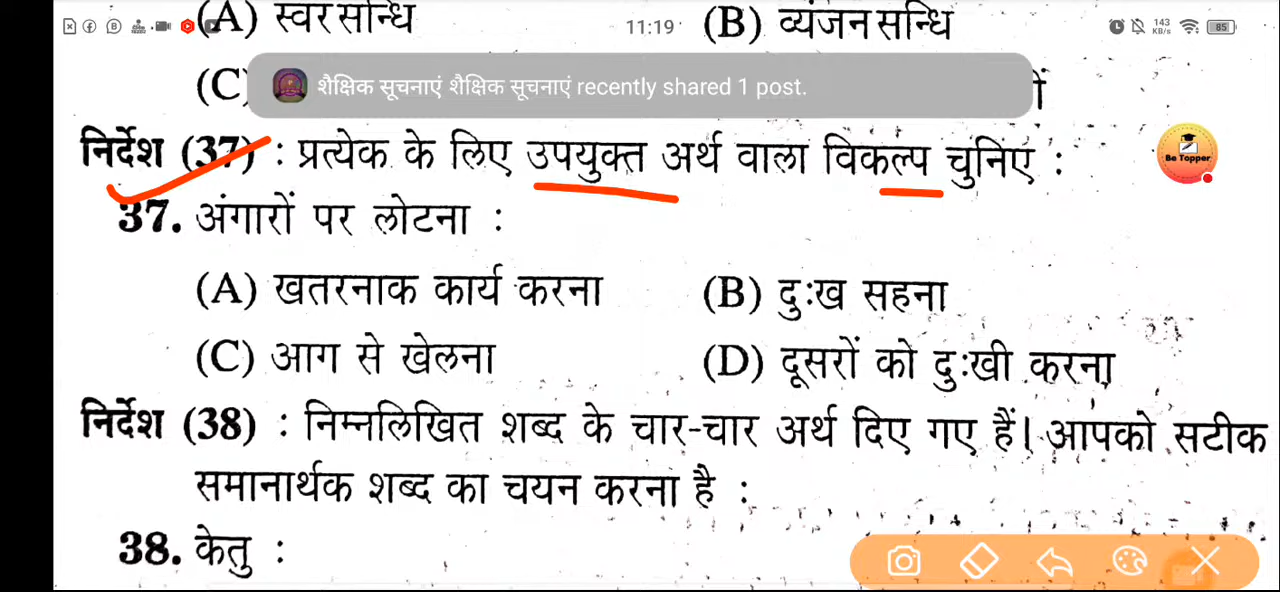 (A) स्वर सन्धि (B) व्यंजन सन्धि
11:19
143 KB/s
85
(C)
शैक्षिक सूचनाएं शैक्षिक सूचनाएं recently shared 1 post.
निर्देश (37) : प्रत्येक के लिए उपयुक्त अर्थ वाला विकल्प चुनिए :
Be Topper
37. अंगारों पर लोटना :
(A) खतरनाक कार्य करना (B) दुःख सहना
(C) आग से खेलना (D) दूसरों को दुःखी करना
निर्देश (38) : निम्नलिखित शब्द के चार-चार अर्थ दिए गए हैं। आपको सटीक
समानार्थक शब्द का चयन करना है :
38. केतु :